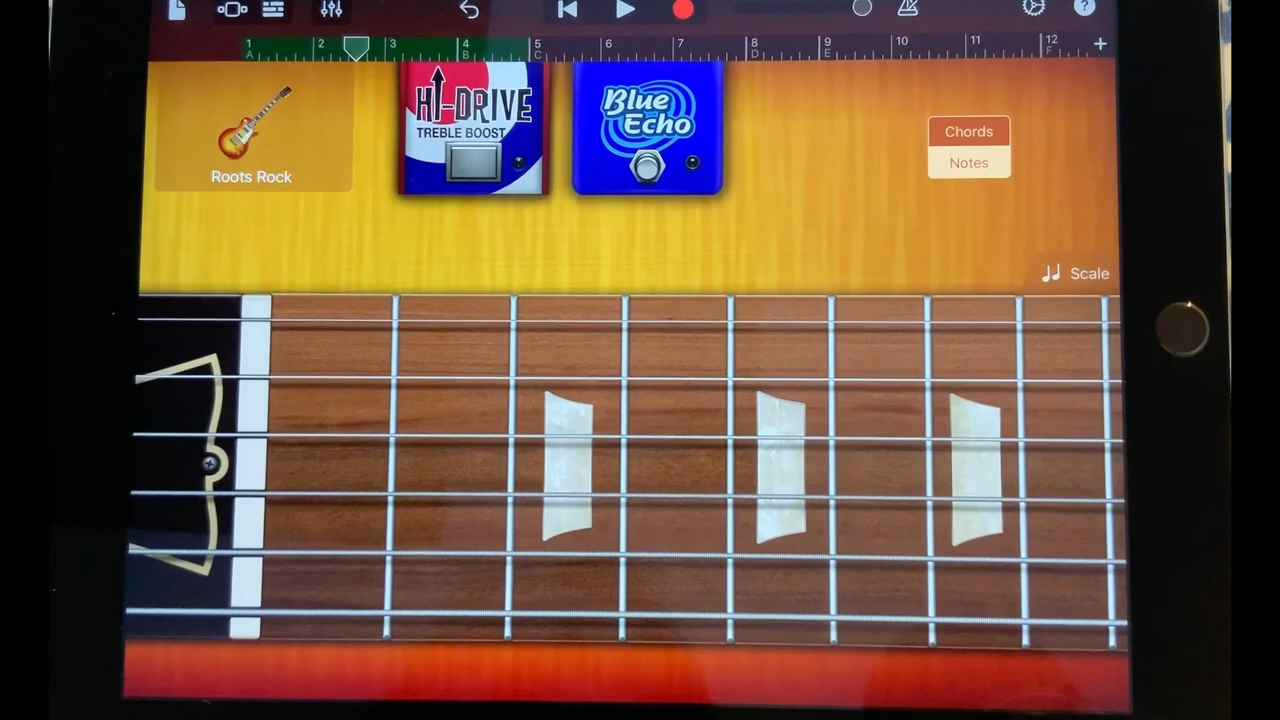 1 2 3 4 5 6 7 8 9 10 11 12
A B C D E F
HI-DRIVE
TREBLE BOOST
Blue
Echo
Chords
Notes
Roots Rock
Scale
?